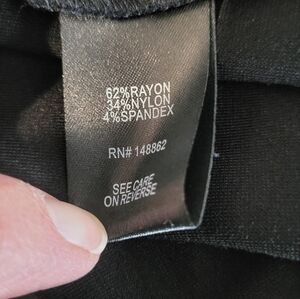 62%RAYON
34%NYLON
4%SPANDEX
RN# 148862
SEE CARE
ON REVERSE